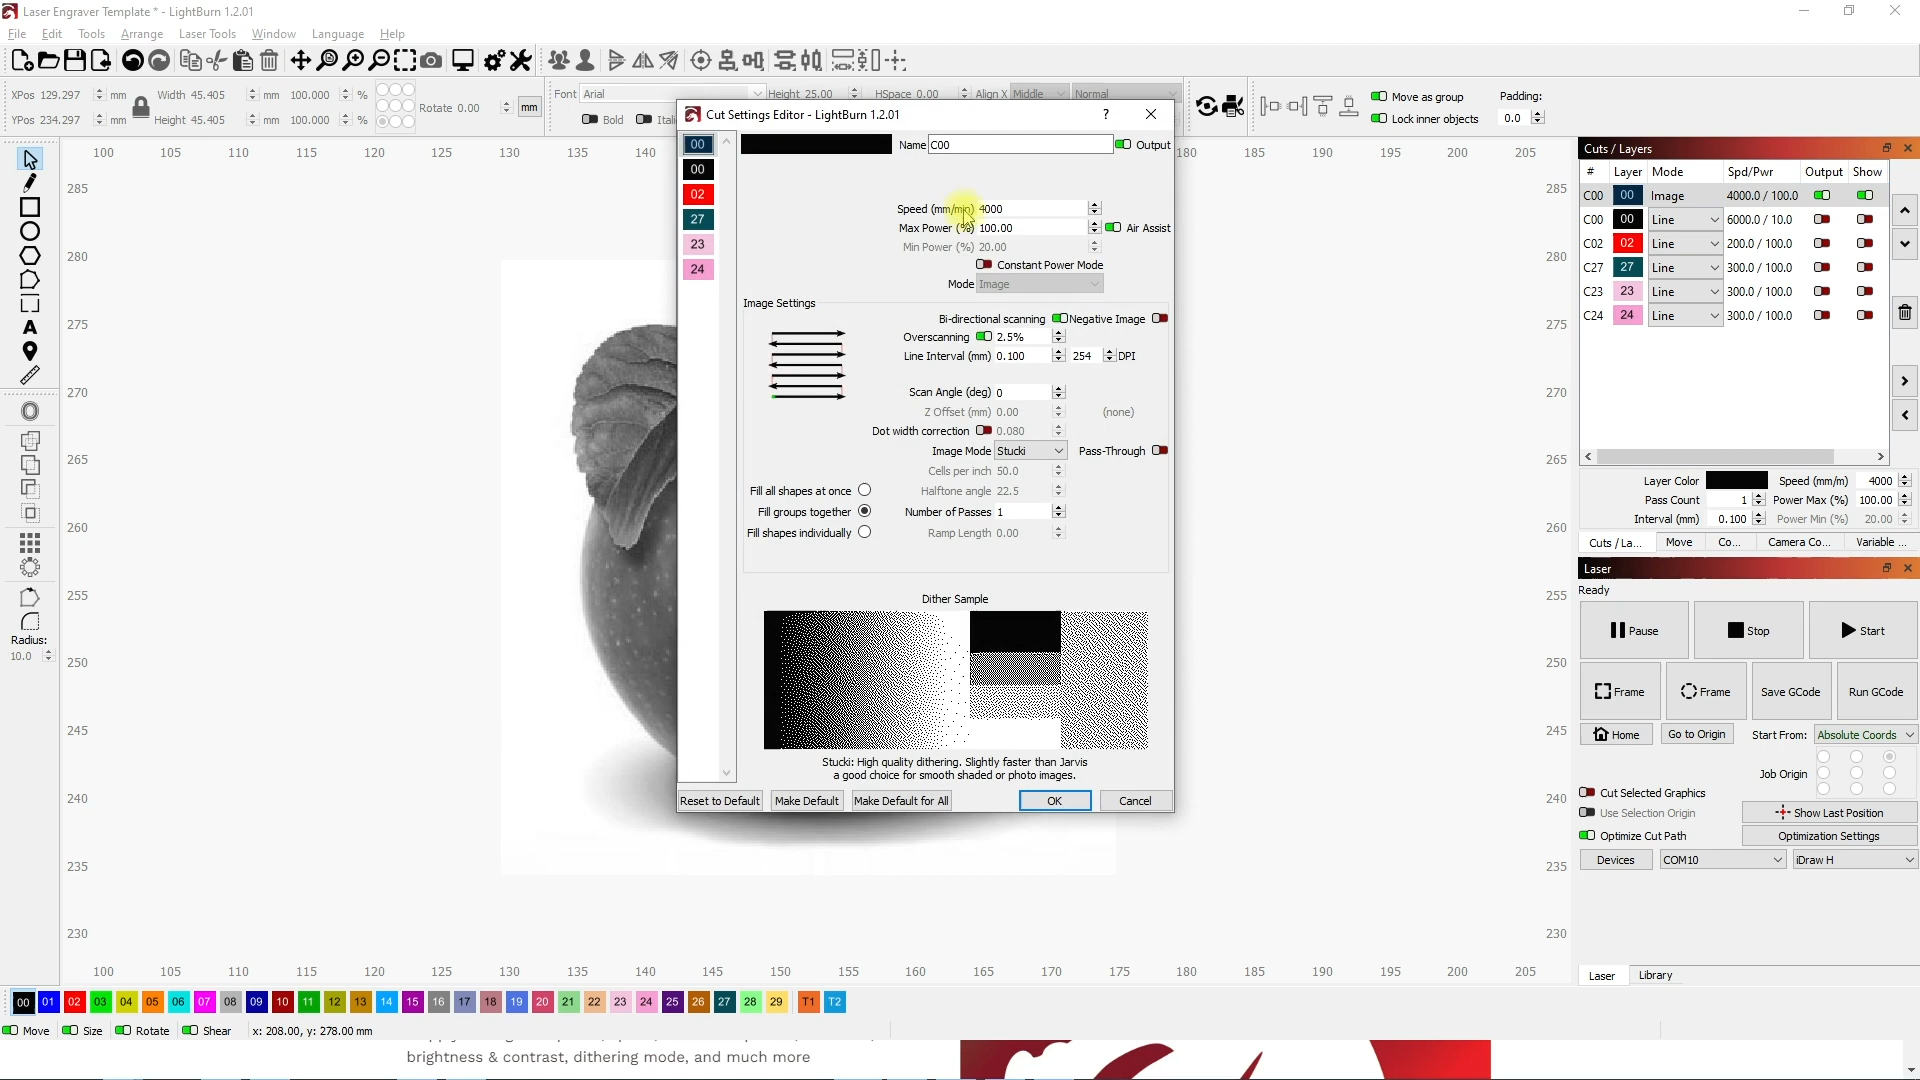 Laser Engraver Template * - LightBurn 1.2.01
File Edit Tools Arrange Laser Tools Window Language Help
XPos 129.297 mm Width 45.405 mm 100.000 % Rotate 0.00 mm
YPos 234.297 mm Height 45.405 mm 100.000 %
Font Arial Height 25.00 HSpace 0.00 Align X Middle Normal
Bold Itali
Move as group Padding:
Lock inner objects 0.0
100 105 110 115 120 125 130 135 140 180 185 190 195 200 205
285 285
280 280
275 275
270 270
265 265
260 260
255 255
250 250
245 245
240 240
235 235
230 230
100 105 110 115 120 125 130 135 140 145 150 155 160 165 170 175 180 185 190 195 200 205
Radius:
10.0
Cut Settings Editor - LightBurn 1.2.01 ?
00
00
02
27
23
24
Name C00 Output
Speed (mm/min) 4000
Max Power (%) 100.00 Air Assist
Min Power (%) 20.00
Constant Power Mode
Mode Image
Image Settings
Bi-directional scanning Negative Image
Overscanning 2.5%
Line Interval (mm) 0.100 254 DPI
Scan Angle (deg) 0
Z Offset (mm) 0.00 (none)
Dot width correction 0.080
Image Mode Stucki Pass-Through
Cells per inch 50.0
Fill all shapes at once Halftone angle 22.5
Fill groups together Number of Passes 1
Fill shapes individually Ramp Length 0.00
Dither Sample
Stucki: High quality dithering. Slightly faster than Jarvis
a good choice for smooth shaded or photo images.
Reset to Default Make Default Make Default for All OK Cancel
Cuts / Layers
# Layer Mode Spd/Pwr Output Show
C00 00 Image 4000.0 / 100.0
C00 00 Line 6000.0 / 10.0
C02 02 Line 200.0 / 100.0
C27 27 Line 300.0 / 100.0
C23 23 Line 300.0 / 100.0
C24 24 Line 300.0 / 100.0
Layer Color Speed (mm/m) 4000
Pass Count 1 Power Max (%) 100.00
Interval (mm) 0.100 Power Min (%) 20.00
Cuts / La... Move Co... Camera Co... Variable ...
Laser
Ready
Pause Stop Start
Frame Frame Save GCode Run GCode
Home Go to Origin Start From: Absolute Coords
Job Origin
Cut Selected Graphics
Use Selection Origin Show Last Position
Optimize Cut Path Optimization Settings
Devices COM10 iDraw H
Laser Library
00 01 02 03 04 05 06 07 08 09 10 11 12 13 14 15 16 17 18 19 20 21 22 23 24 25 26 27 28 29 T1 T2
Move Size Rotate Shear x: 208.00, y: 278.00 mm
brightness & contrast, dithering mode, and much more